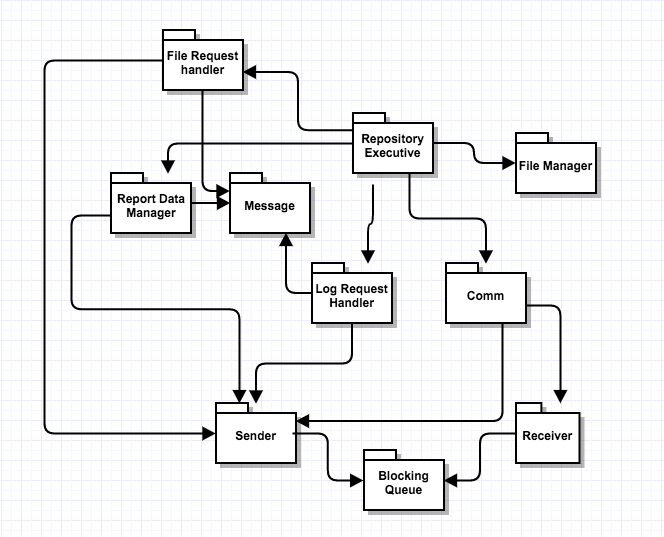 File Request
handler
Repository
Executive
File Manager
Report Data
Manager
Message
Log Request
Handler
Comm
Sender
Receiver
Blocking
Queue